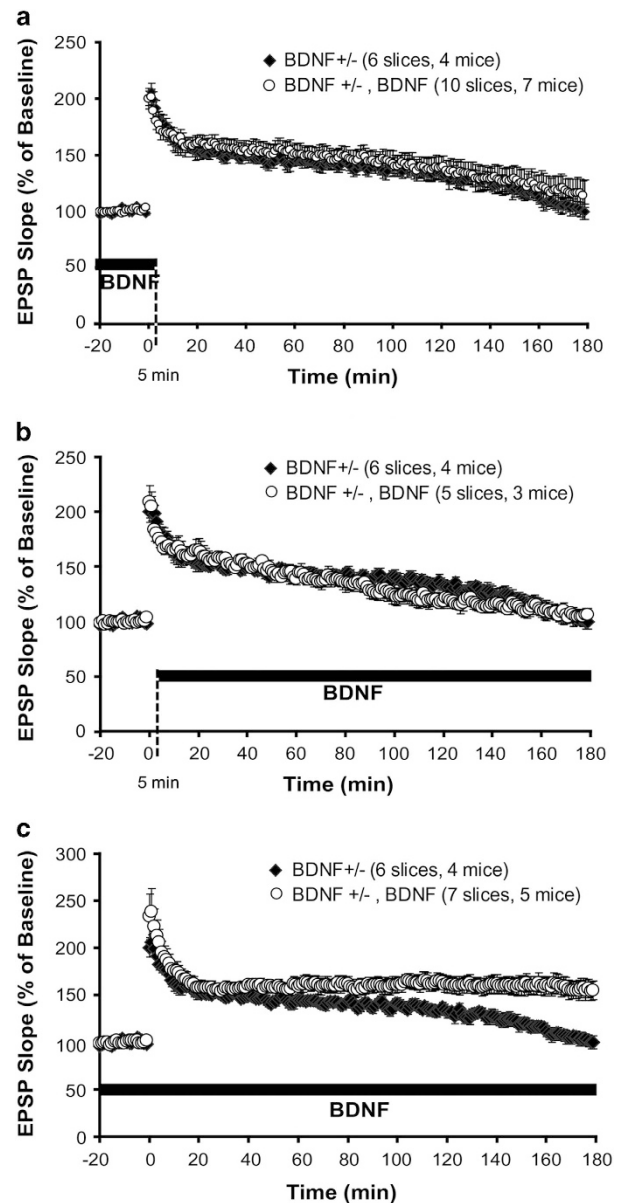 a
250
200
150
100
50
0
EPSP Slope (% of Baseline)
BDNF+/- (6 slices, 4 mice)
BDNF +/- , BDNF (10 slices, 7 mice)
BDNF
-20 0 20 40 60 80 100 120 140 160 180
5 min
Time (min)
b
250
200
150
100
50
0
EPSP Slope (% of Baseline)
BDNF+/- (6 slices, 4 mice)
BDNF +/- , BDNF (5 slices, 3 mice)
BDNF
-20 0 20 40 60 80 100 120 140 160 180
5 min
Time (min)
c
300
250
200
150
100
50
0
EPSP Slope (% of Baseline)
BDNF+/- (6 slices, 4 mice)
BDNF +/- , BDNF (7 slices, 5 mice)
BDNF
-20 0 20 40 60 80 100 120 140 160 180
Time (min)